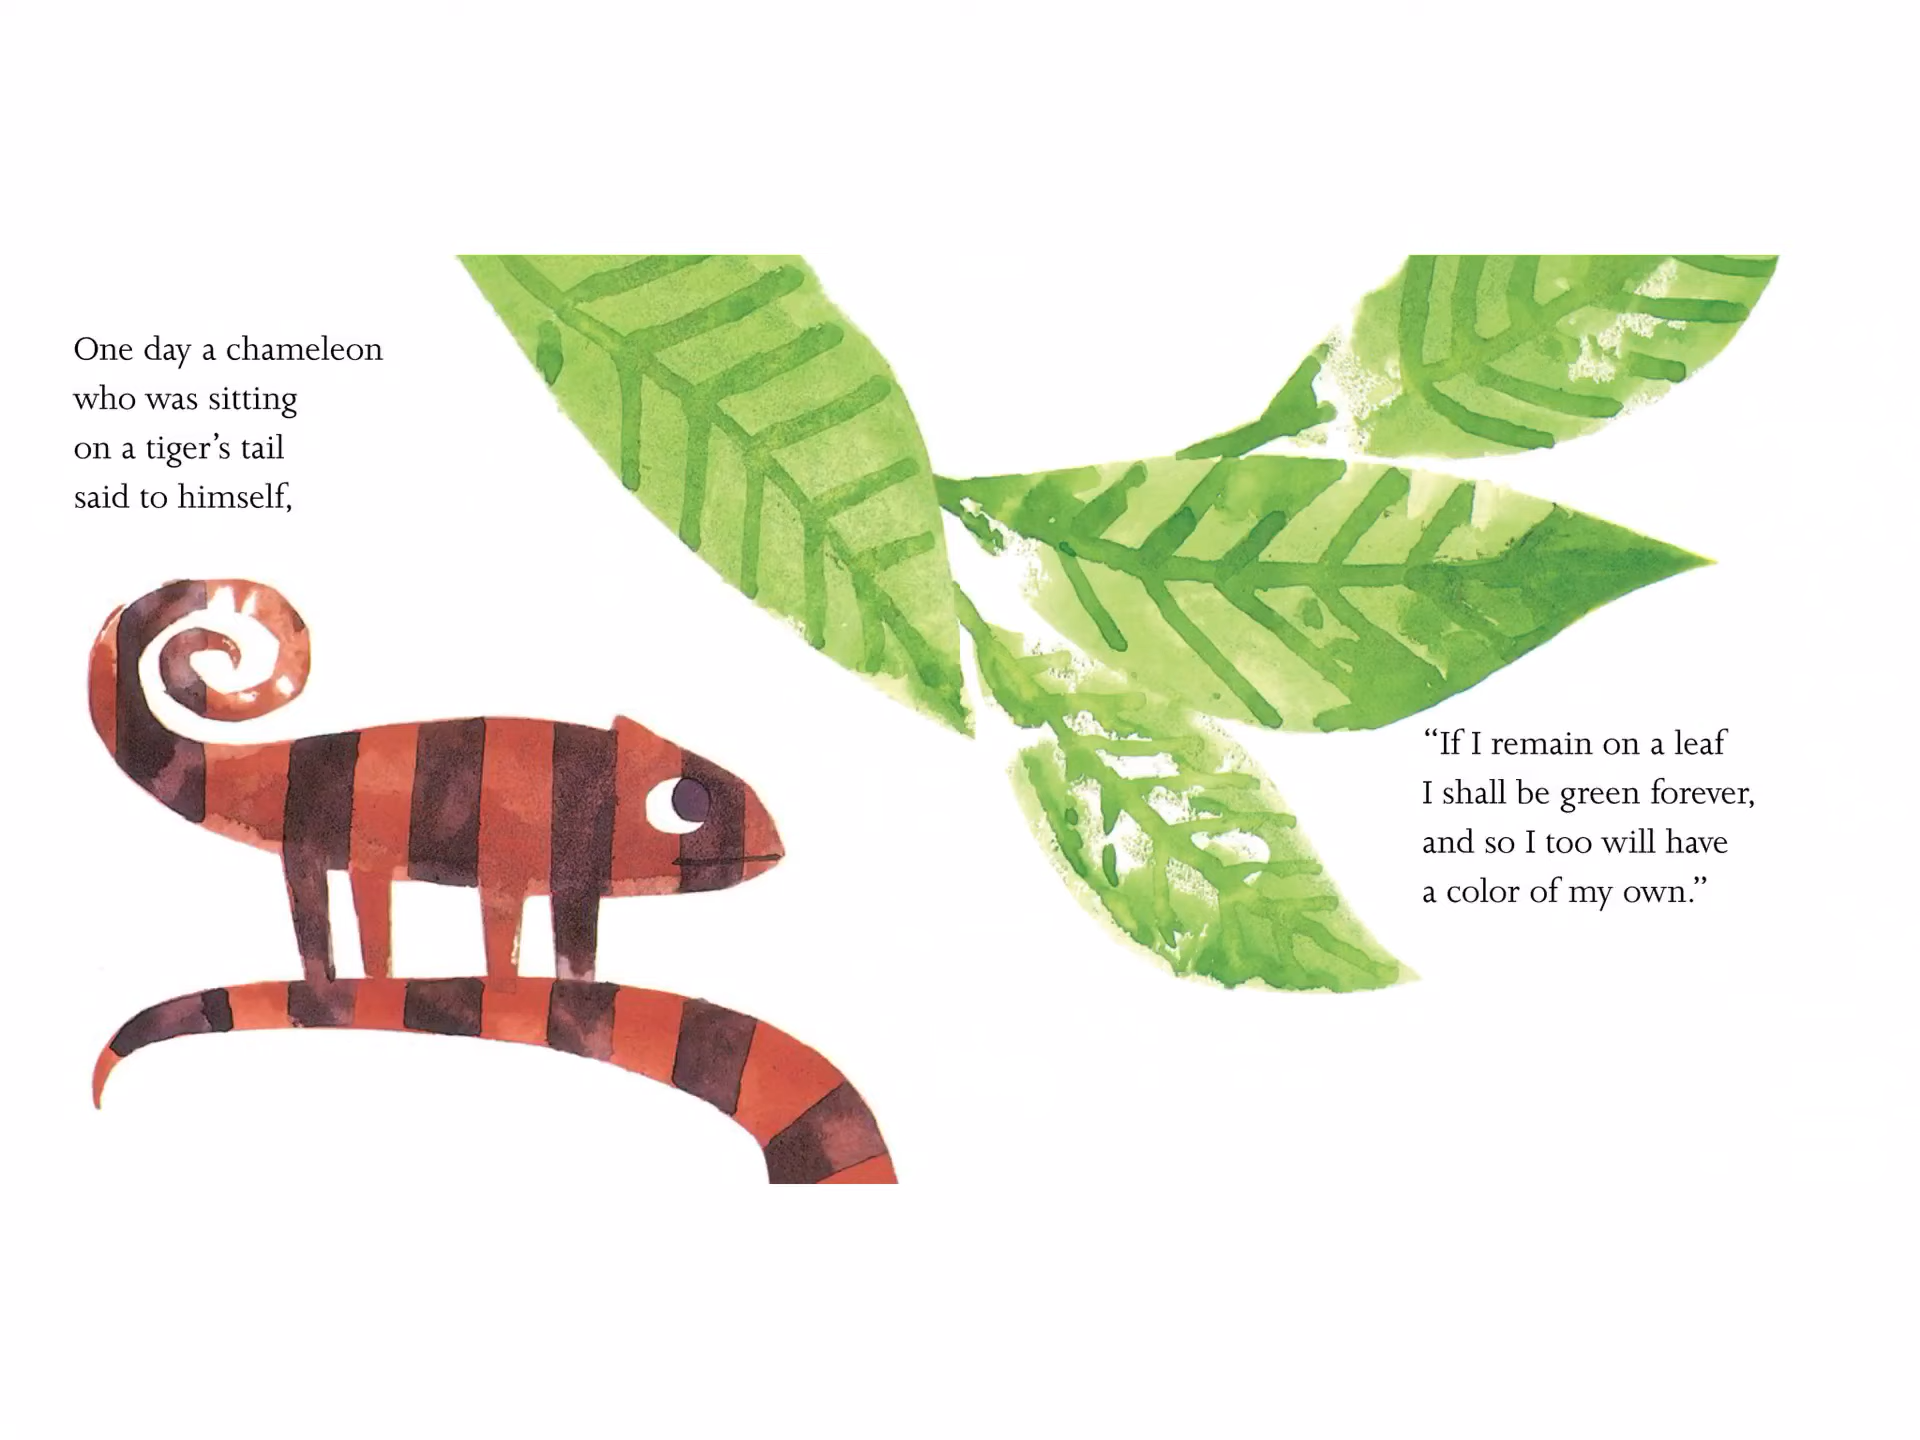 One day a chameleon
who was sitting
on a tiger’s tail
said to himself,
“If I remain on a leaf
I shall be green forever,
and so I too will have
a color of my own.”